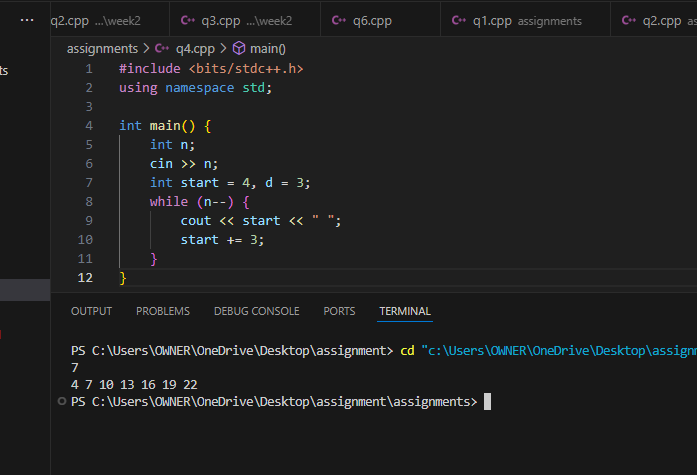 ... q2.cpp ...\week2 q3.cpp ...\week2 q6.cpp q1.cpp assignments q2.cpp
assignments > q4.cpp > main()
ts
1 #include <bits/stdc++.h>
2 using namespace std;
3
4 int main() {
5 int n;
6 cin >> n;
7 int start = 4, d = 3;
8 while (n--) {
9 cout << start << " ";
10 start += 3;
11 }
12 }
OUTPUT PROBLEMS DEBUG CONSOLE PORTS TERMINAL
PS C:\Users\OWNER\OneDrive\Desktop\assignment> cd "c:\Users\OWNER\OneDrive\Desktop\assignm
7
4 7 10 13 16 19 22
PS C:\Users\OWNER\OneDrive\Desktop\assignment\assignments>